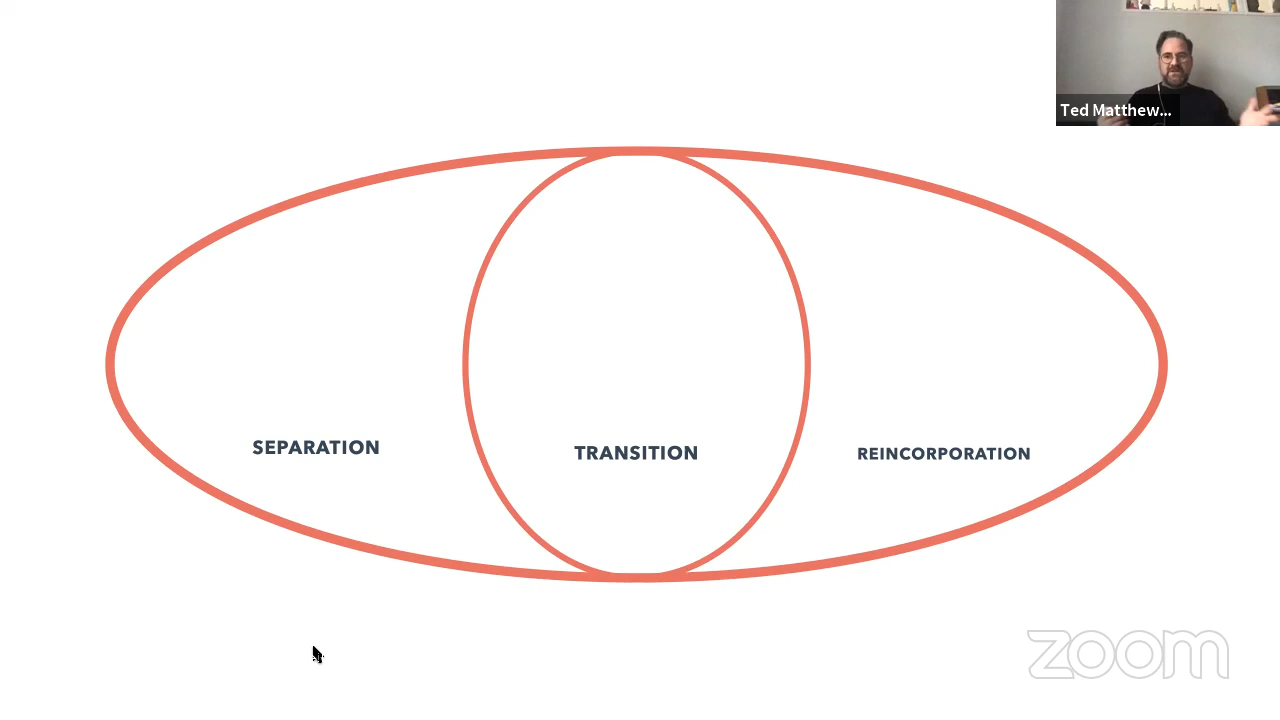 Ted Matthew...
SEPARATION
TRANSITION
REINCORPORATION
zoom